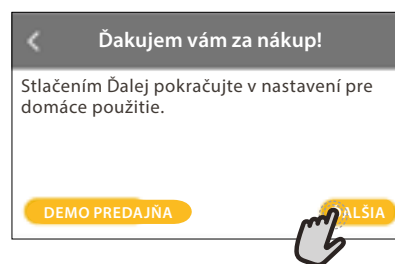 Ďakujem vám za nákup!
Stlačením Ďalej pokračujte v nastavení pre
domáce použitie.
DEMO PREDAJŇA